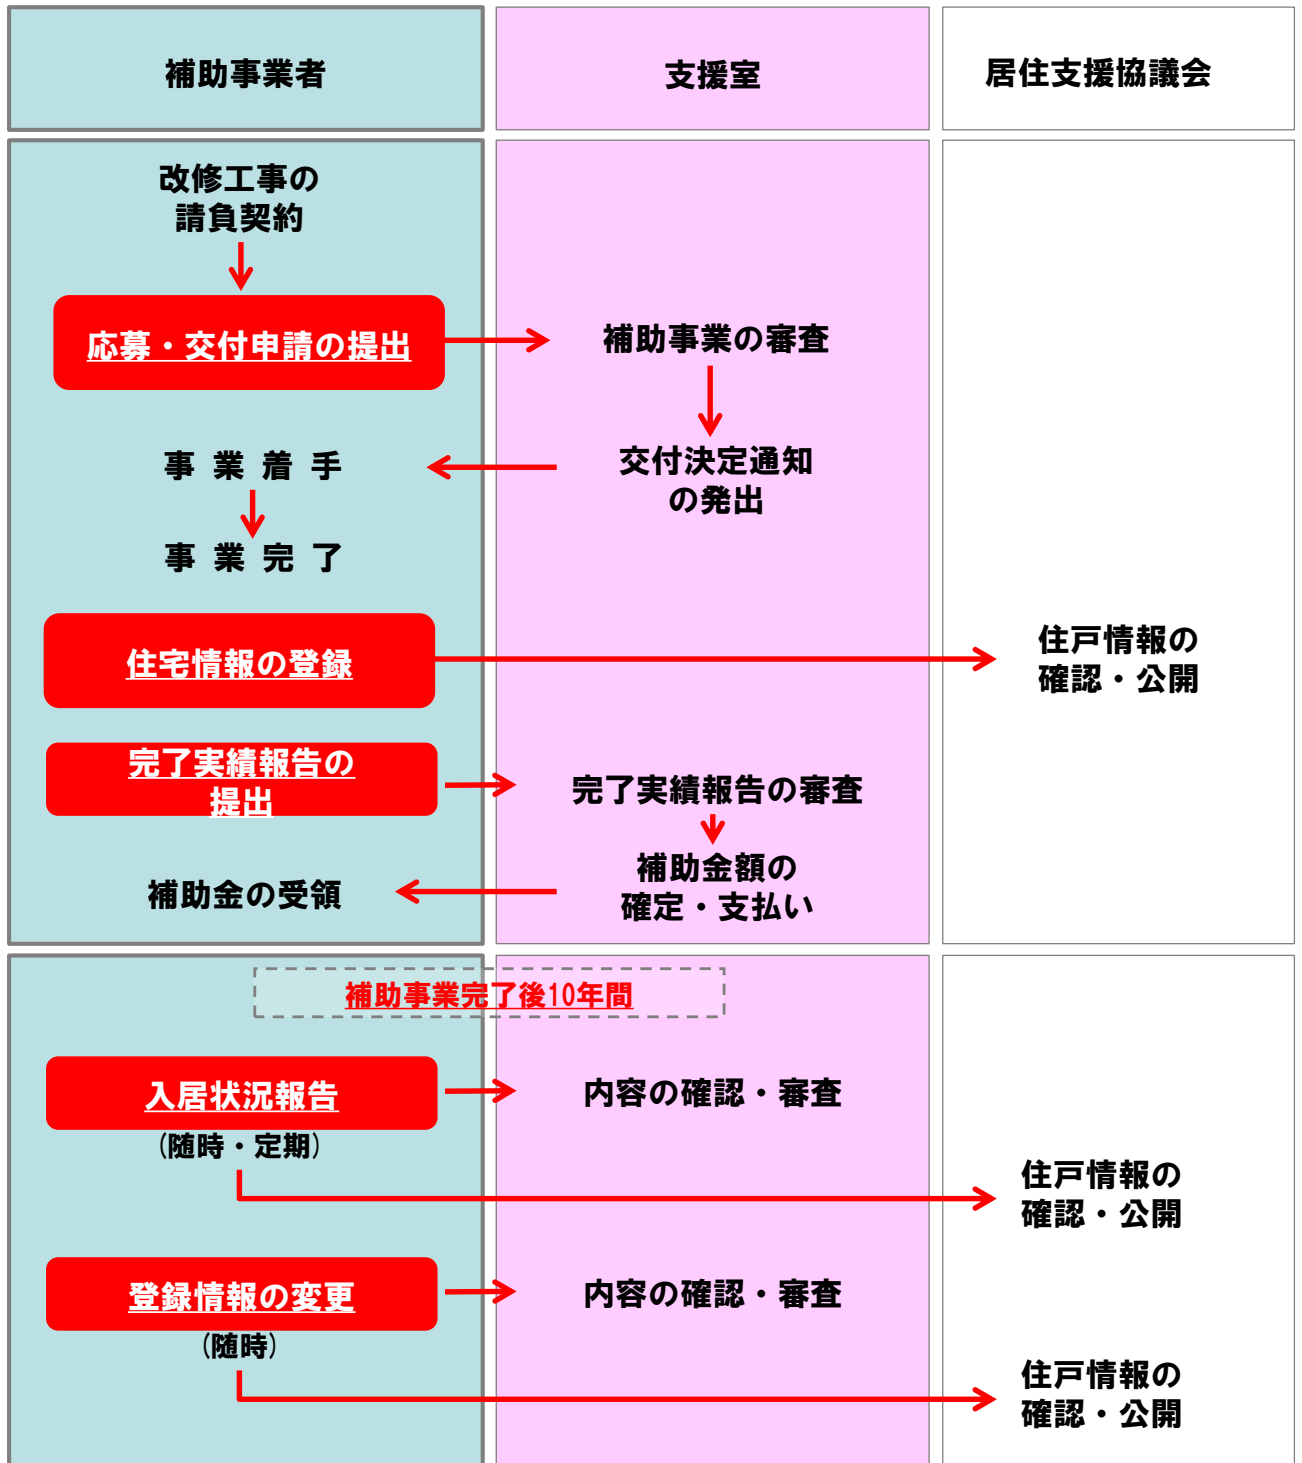 補助事業者
支援室
居住支援協議会
改修工事の
請負契約
応募・交付申請の提出
補助事業の審査
事 業 着 手
交付決定通知
の発出
事 業 完 了
住宅情報の登録
住戸情報の
確認・公開
完了実績報告の
提出
完了実績報告の審査
補助金の受領
補助金額の
確定・支払い
補助事業完了後10年間
入居状況報告
(随時・定期)
内容の確認・審査
住戸情報の
確認・公開
登録情報の変更
(随時)
内容の確認・審査
住戸情報の
確認・公開